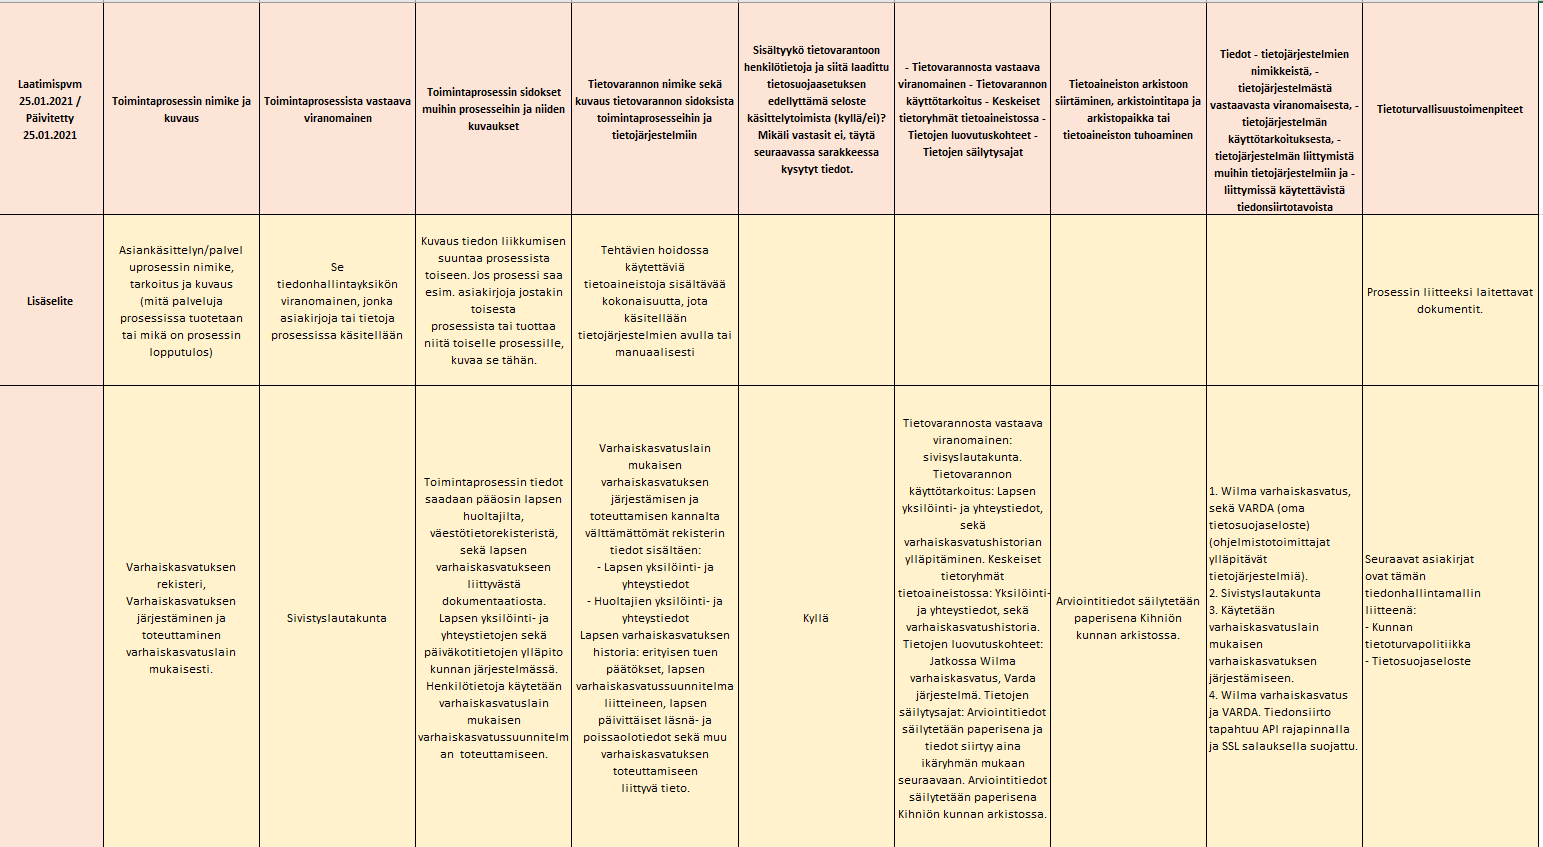 Laatimispvm
25.01.2021 /
Päivitetty
25.01.2021
Toimintaprosessin nimike ja
kuvaus
Toimintaprosessista vastaava
viranomainen
Toimintaprosessin sidokset
muihin prosesseihin ja niiden
kuvaukset
Tietovarannon nimike sekä
kuvaus tietovarannon sidoksista
toimintaprosesseihin ja
tietojärjestelmiin
Sisältyykö tietovarantoon
henkilötietoja ja siitä laadittu
tietosuojaasetuksen
edellyttämä seloste
käsittelytoimista (kyllä/ei)?
Mikäli vastasit ei, täytä
seuraavassa sarakkeessa
kysytyt tiedot.
- Tietovarannosta vastaava
viranomainen - Tietovarannon
käyttötarkoitus - Keskeiset
tietoryhmät tietoaineistossa -
Tietojen luovutuskohteet -
Tietojen säilytysajat
Tietoaineiston arkistoon
siirtäminen, arkistointitapa ja
arkistopaikka tai
tietoaineiston tuhoaminen
Tiedot - tietojärjestelmien
nimikkeistä, -
tietojärjestelmästä
vastaavasta viranomaisesta, -
tietojärjestelmän
käyttötarkoituksesta, -
tietojärjestelmän liittymistä
muihin tietojärjestelmiin ja -
liittymissä käytettävistä
tiedonsiirtotavoista
Tietoturvallisuustoimenpiteet
Lisäselite
Asiankäsittelyn/palvel
uprosessin nimike,
tarkoitus ja kuvaus
(mitä palveluja
prosessissa tuotetaan
tai mikä on prosessin
lopputulos)
Se
tiedonhallintayksikön
viranomainen, jonka
asiakirjoja tai tietoja
prosessissa käsitellään
Kuvaus tiedon liikkumisen
suuntaa prosessista
toiseen. Jos prosessi saa
esim. asiakirjoja jostakin
toisesta
prosessista tai tuottaa
niitä toiselle prosessille,
kuvaa se tähän.
Tehtävien hoidossa
käytettäviä
tietoaineistoja sisältävää
kokonaisuutta, jota
käsitellään
tietojärjestelmien avulla tai
manuaalisesti
Prosessin liitteeksi laitettavat
dokumentit.
Varhaiskasvatuksen
rekisteri,
Varhaiskasvatuksen
järjestäminen ja
toteuttaminen
varhaiskasvatuslain
mukaisesti.
Sivistyslautakunta
Toimintaprosessin tiedot
saadaan pääosin lapsen
huoltajilta,
väestötietorekisteristä,
sekä lapsen
varhaiskasvatukseen
liittyvästä
dokumentaatiosta.
Lapsen yksilöinti- ja
yhteystietojen sekä
päiväkotitietojen ylläpito
kunnan järjestelmässä.
Henkilötietoja käytetään
varhaiskasvatuslain
mukaisen
varhaiskasvatussuunnitelm
an  toteuttamiseen.
Varhaiskasvatuslain
mukaisen
varhaiskasvatuksen
järjestämisen ja
toteuttamisen kannalta
välttämättömät rekisterin
tiedot sisältäen:
- Lapsen yksilöinti- ja
yhteystiedot
- Huoltajien yksilöinti- ja
yhteystiedot
Lapsen varhaiskasvatuksen
historia: erityisen tuen
päätökset, lapsen
varhaiskasvatussuunnitelma
liitteineen, lapsen
päivittäiset läsnä- ja
poissaolotiedot sekä muu
varhaiskasvatuksen
toteuttamiseen
liittyvä tieto.
Kyllä
Tietovarannosta vastaava
viranomainen:
sivisyslautakunta.
Tietovarannon
käyttötarkoitus: Lapsen
yksilöinti- ja yhteystiedot,
sekä
varhaiskasvatushistorian
ylläpitäminen. Keskeiset
tietoryhmät
tietoaineistossa: Yksilöinti-
ja yhteystiedot, sekä
varhaiskasvatushistoria.
Tietojen luovutuskohteet:
Jatkossa Wilma
varhaiskasvatus, Varda
järjestelmä. Tietojen
säilytysajat: Arviointitiedot
säilytetään paperisena ja
tiedot siirtyy aina
ikäryhmän mukaan
seuraavaan. Arviointitiedot
säilytetään paperisena
Kihniön kunnan arkistossa.
Arviointitiedot säilytetään
paperisena Kihniön
kunnan arkistossa.
1. Wilma varhaiskasvatus,
sekä VARDA (oma
tietosuojaseloste)
(ohjelmistotoimittajat
ylläpitävät
tietojärjestelmiä).
2. Sivistyslautakunta
3. Käytetään
varhaiskasvatuslain
mukaisen
varhaiskasvatuksen
järjestämiseen.
4. Wilma varhaiskasvatus
ja VARDA. Tiedonsiirto
tapahtuu API rajapinnalla
ja SSL salauksella suojattu.
Seuraavat asiakirjat
ovat tämän
tiedonhallintamallin
liitteenä:
- Kunnan
tietoturvapolitiikka
- Tietosuojaseloste